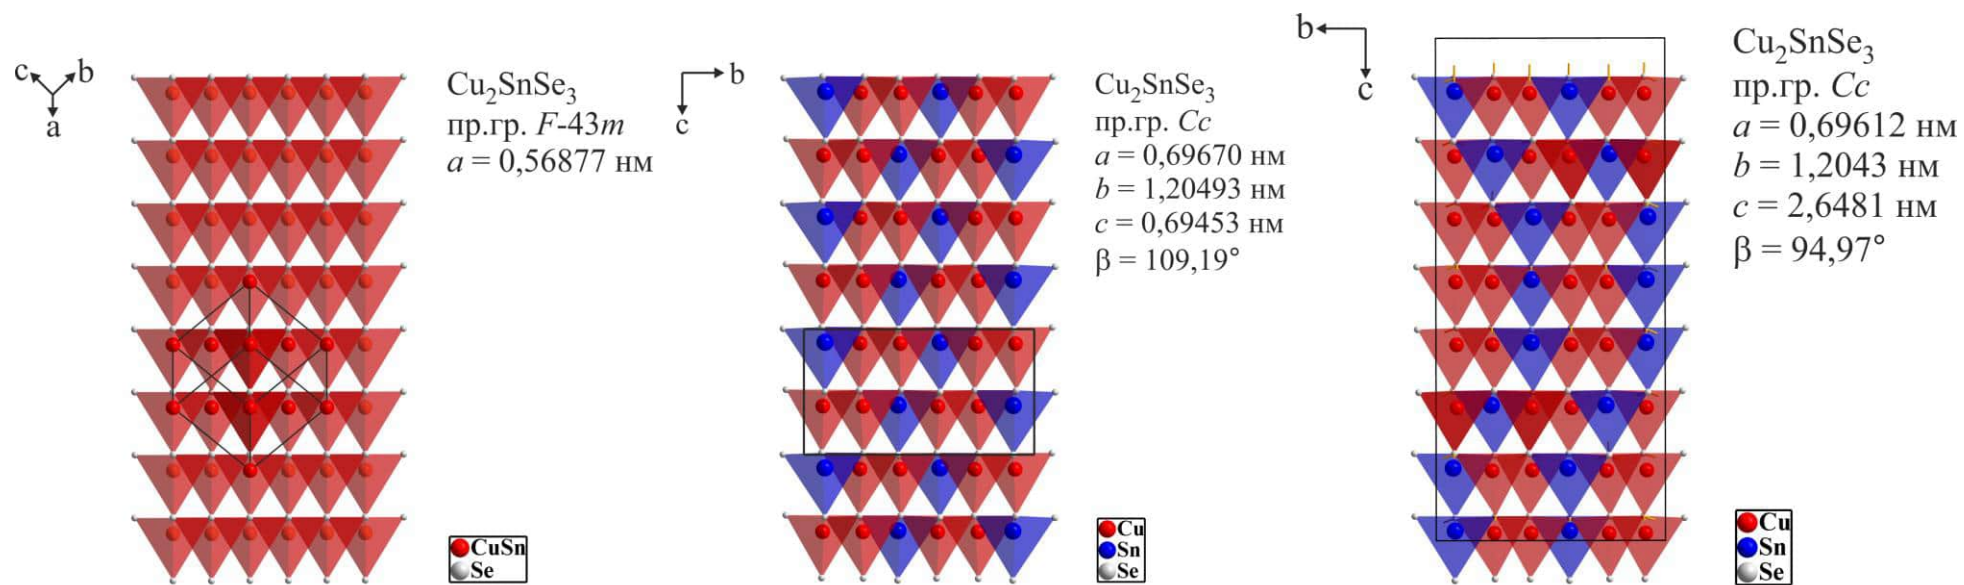 c b
a
Cu₂SnSe₃
пр.гр. F-43m
a = 0,56877 нм
CuSn
Se
b
c
Cu₂SnSe₃
пр.гр. Cc
a = 0,69670 нм
b = 1,20493 нм
c = 0,69453 нм
β = 109,19°
Cu
Sn
Se
b
c
Cu₂SnSe₃
пр.гр. Cc
a = 0,69612 нм
b = 1,2043 нм
c = 2,6481 нм
β = 94,97°
Cu
Sn
Se